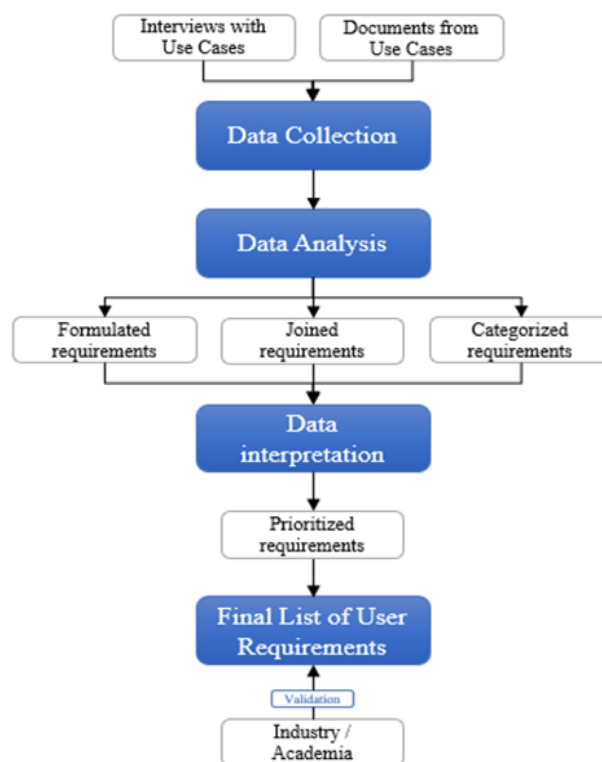 Interviews with
Use Cases
Documents from
Use Cases
Data Collection
Data Analysis
Formulated
requirements
Joined
requirements
Categorized
requirements
Data
interpretation
Prioritized
requirements
Final List of User
Requirements
Validation
Industry /
Academia